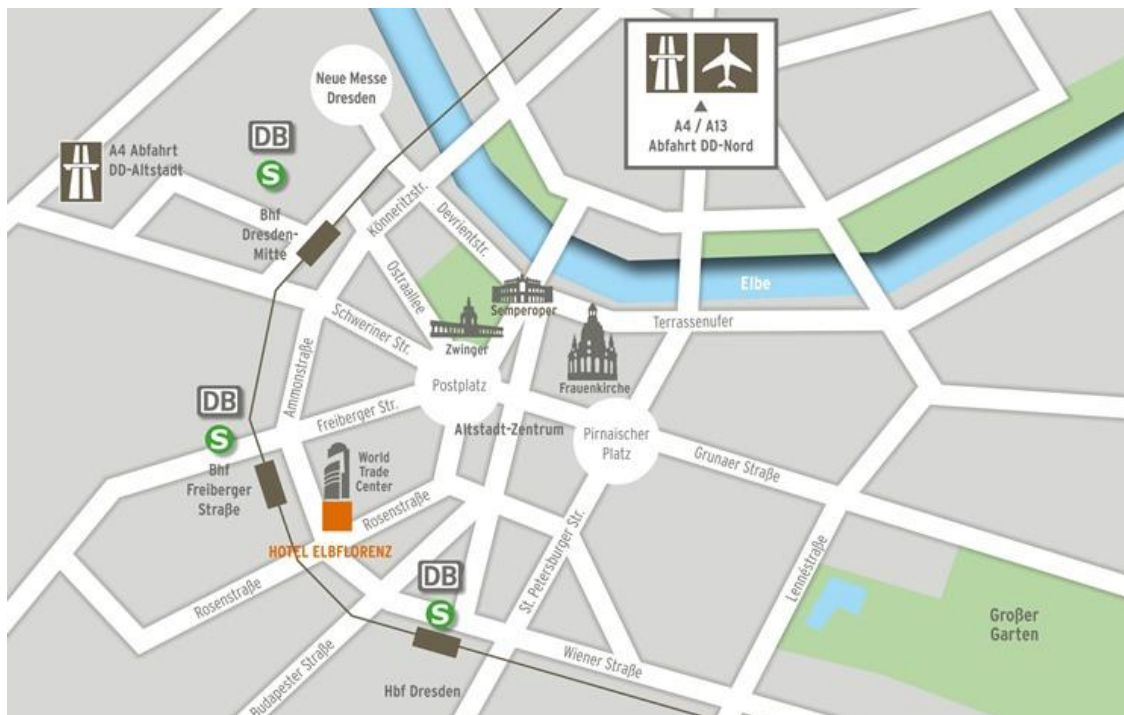 Neue Messe
Dresden
A4 / A13
Abfahrt DD-Nord
DB
S
A4 Abfahrt
DD-Altstadt
Bhf
Dresden-
Mitte
Könneritzstr.
Devrientstr.
Ostraallee
Semperoper
Elbe
Terrassenufer
Schweriner Str.
Zwinger
Frauenkirche
Ammonstraße
Postplatz
DB
S
Freiberger Str.
Altstadt-Zentrum
Pirnaischer
Platz
Grunaer Straße
Bhf
Freiberger
Straße
World
Trade
Center
Rosenstraße
HOTEL ELBFLORENZ
St. Petersburger Str.
Lennéstraße
DB
S
Rosenstraße
Großer
Garten
Wiener Straße
Budapester Straße
Hbf Dresden